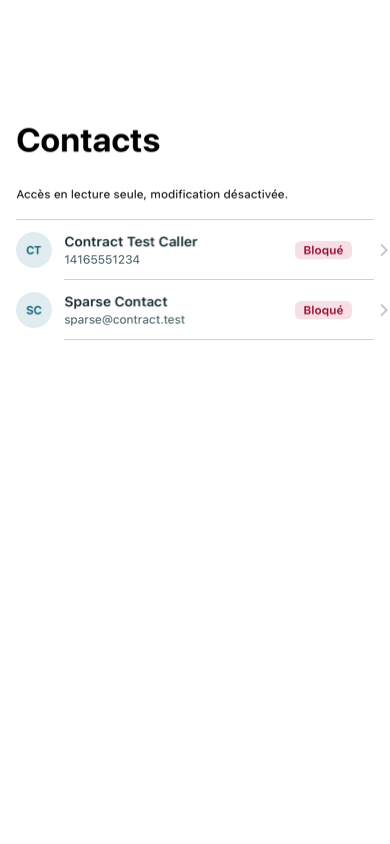 Contacts
Accès en lecture seule, modification désactivée.
CT
Contract Test Caller
14165551234
Bloqué
SC
Sparse Contact
sparse@contract.test
Bloqué